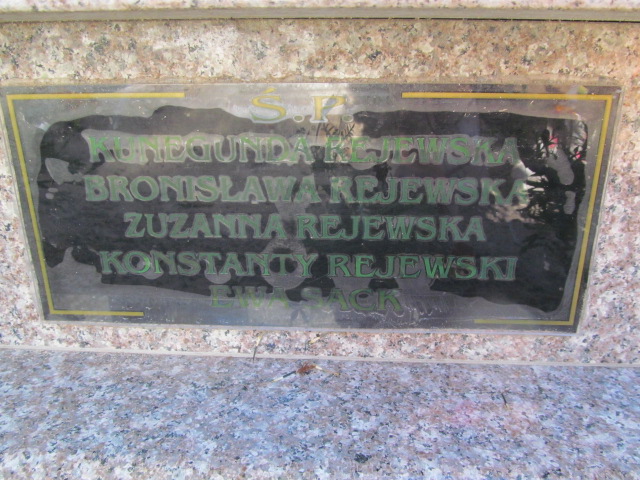 Ś.P.
KUNEGUNDA REJEWSKA
BRONISŁAWA REJEWSKA
ZUZANNA REJEWSKA
KONSTANTY REJEWSKI
EWA SACK